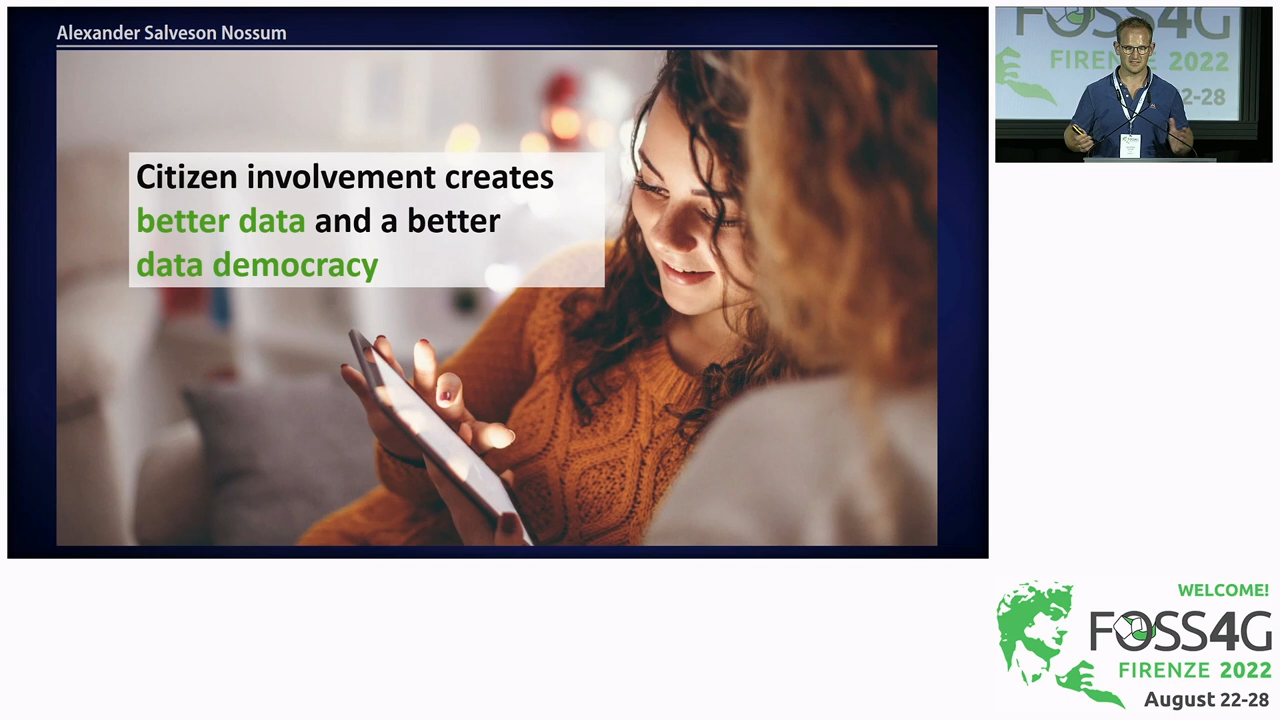 Alexander Salveson Nossum
Citizen involvement creates
better data and a better
data democracy
FOSS4G
FIRENZE 2022
22-28
WELCOME!
FOSS4G
FIRENZE 2022
August 22-28